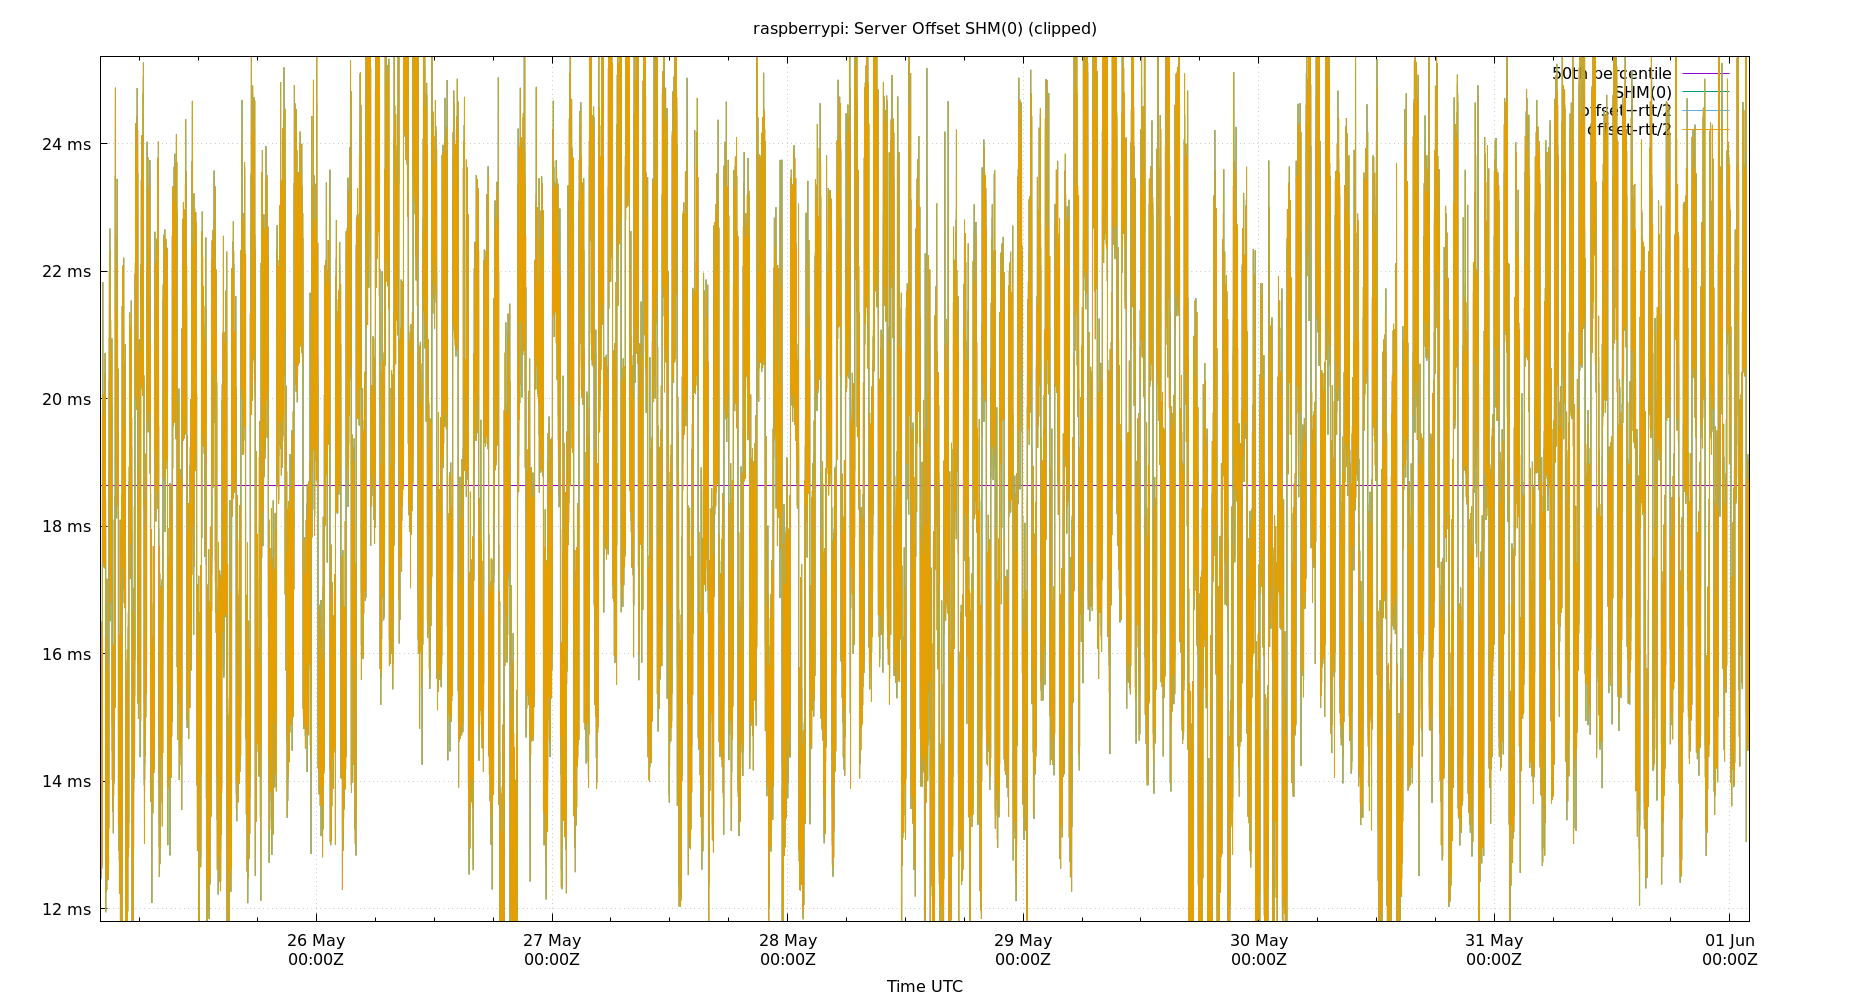 raspberrypi: Server Offset SHM(0) (clipped)
50th percentile
SHM(0)
offset+rtt/2
offset-rtt/2
24 ms
22 ms
20 ms
18 ms
16 ms
14 ms
12 ms
26 May 27 May 28 May 29 May 30 May 31 May 01 Jun
00:00Z 00:00Z 00:00Z 00:00Z 00:00Z 00:00Z 00:00Z
Time UTC